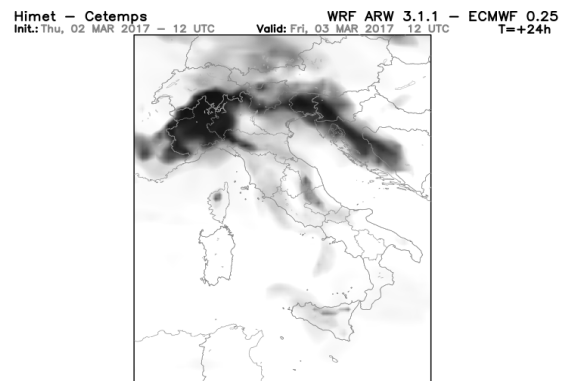 Himet – Cetemps WRF ARW 3.1.1 – ECMWF 0.25
Init.: Thu, 02 MAR 2017 – 12 UTC Valid: Fri, 03 MAR 2017 12 UTC T=+24h